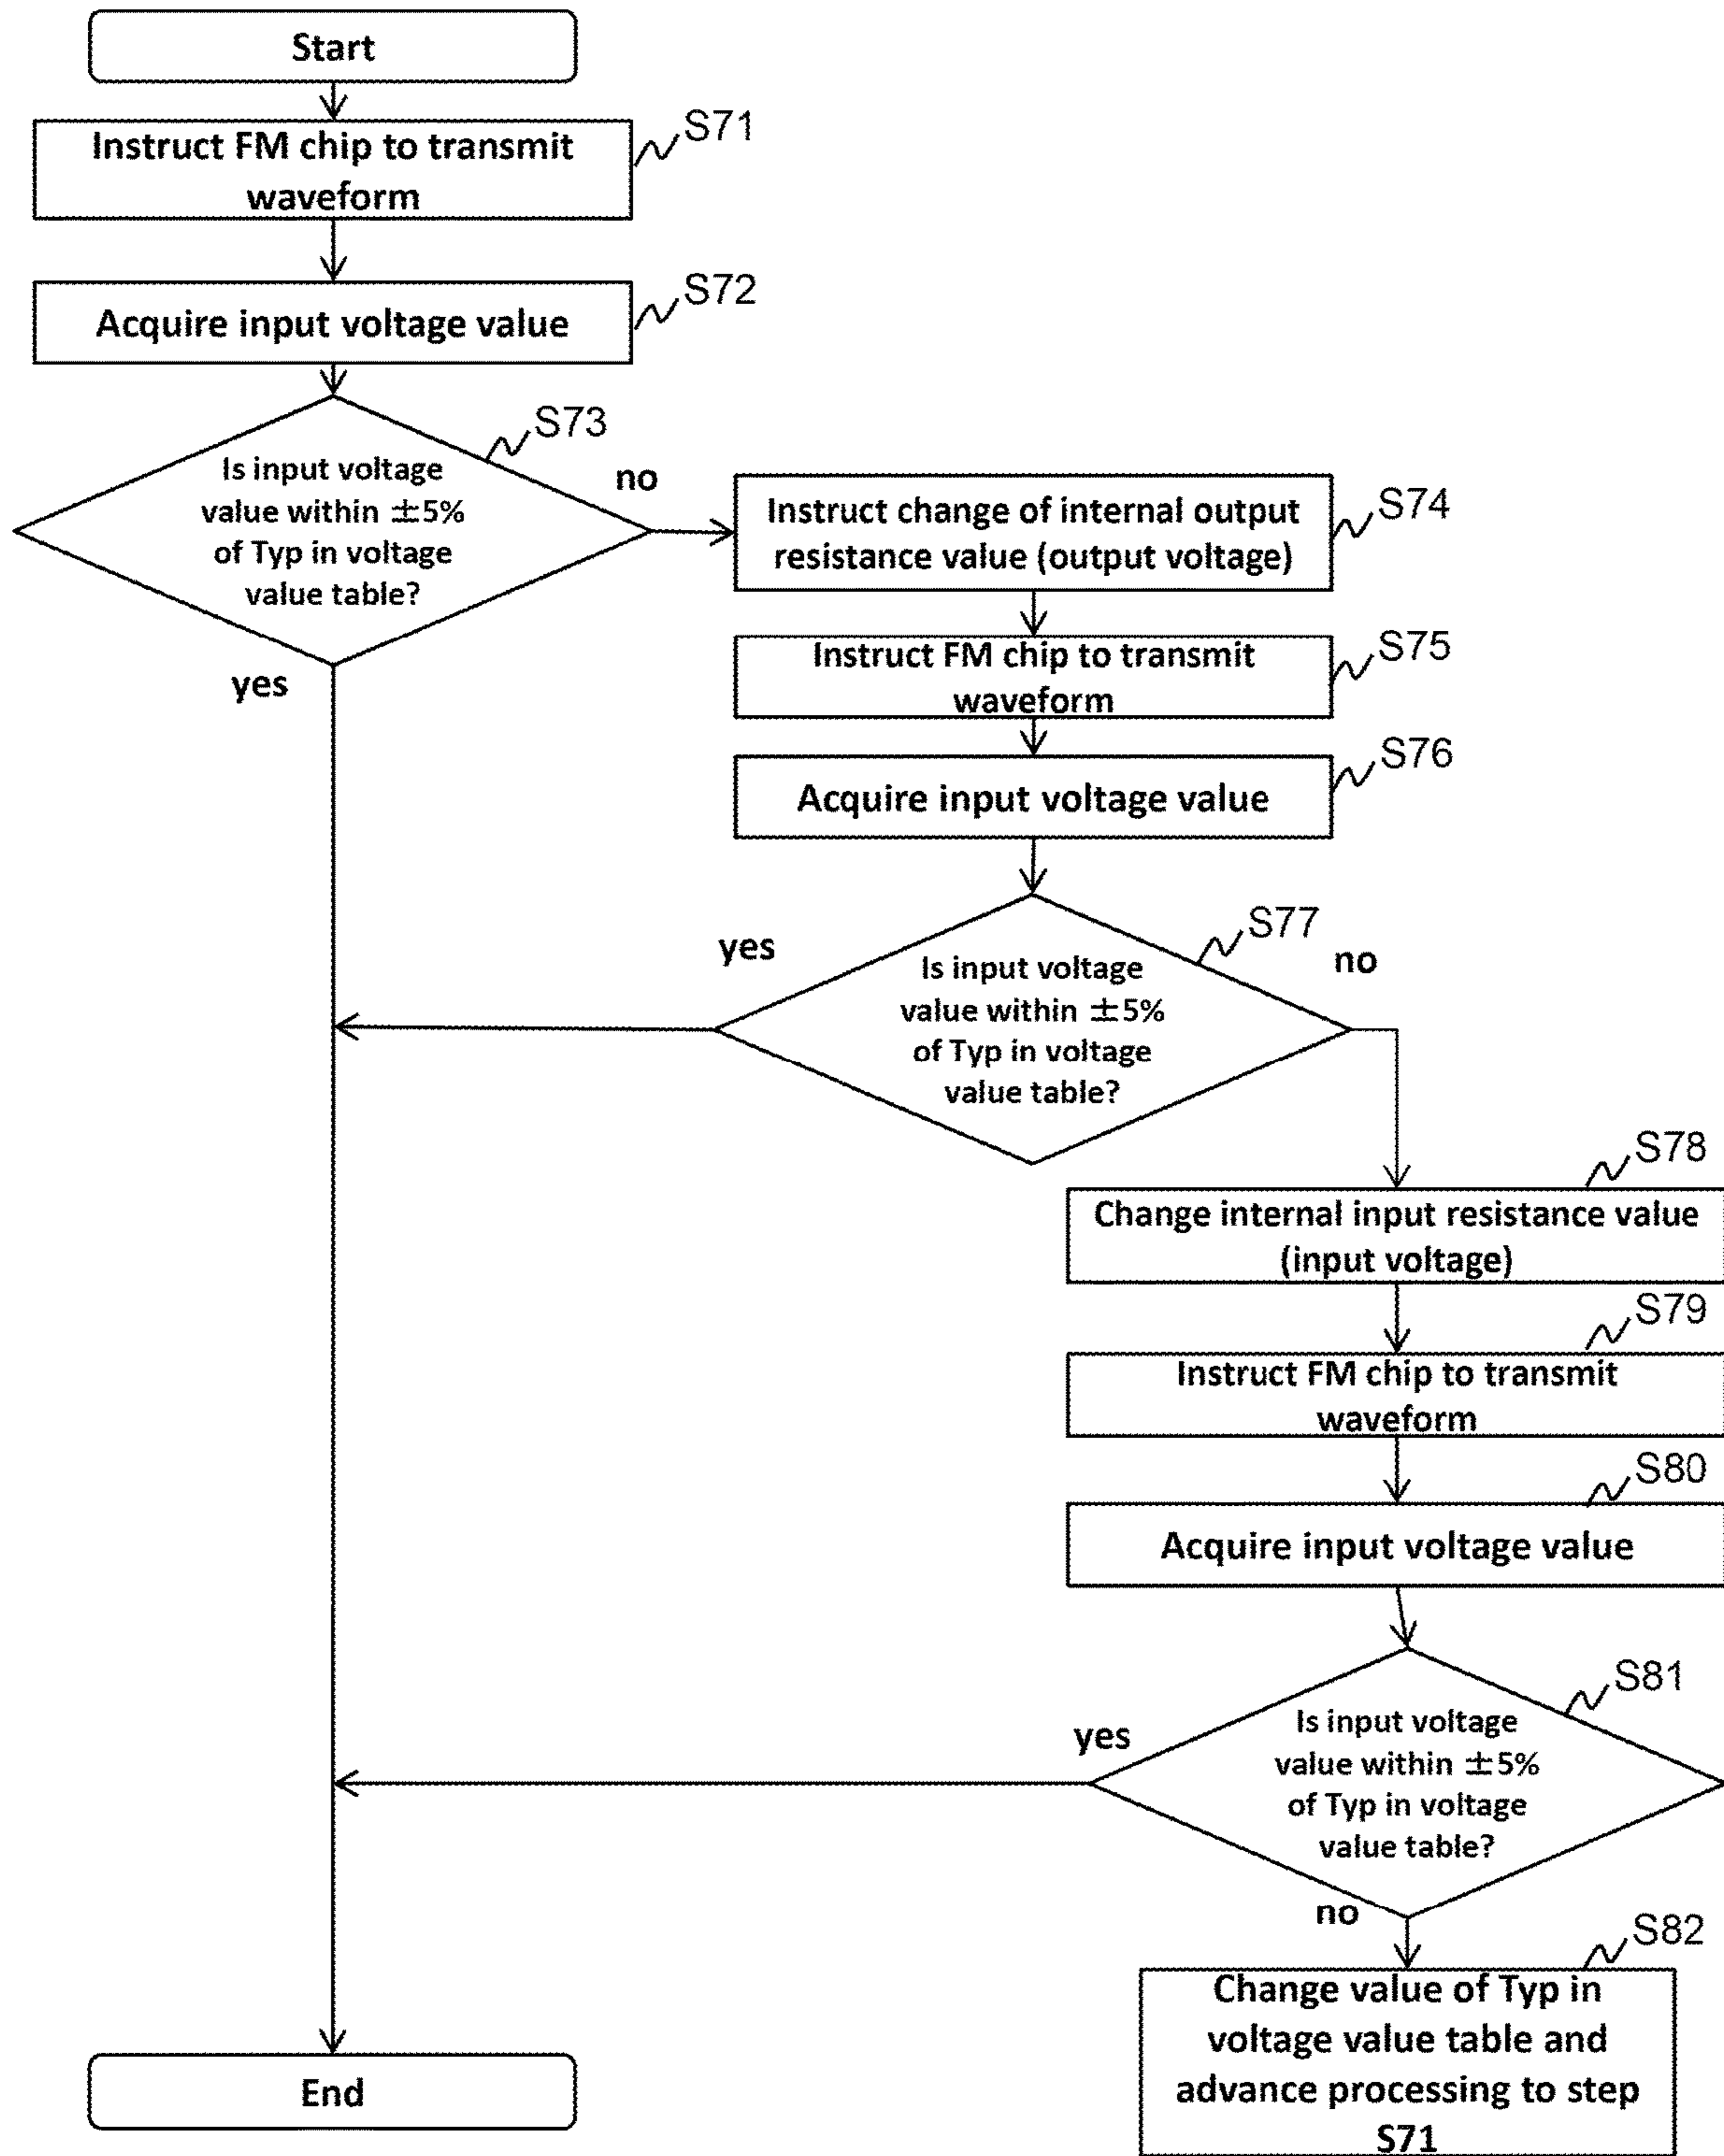 Start
Instruct FM chip to transmit
waveform
S71
Acquire input voltage value
S72
Is input voltage
value within ±5%
of Typ in voltage
value table?
S73
no
yes
Instruct change of internal output
resistance value (output voltage)
S74
Instruct FM chip to transmit
waveform
S75
Acquire input voltage value
S76
Is input voltage
value within ±5%
of Typ in voltage
value table?
S77
yes
no
Change internal input resistance value
(input voltage)
S78
Instruct FM chip to transmit
waveform
S79
Acquire input voltage value
S80
Is input voltage
value within ±5%
of Typ in voltage
value table?
S81
yes
no
Change value of Typ in
voltage value table and
advance processing to step
S71
S82
End